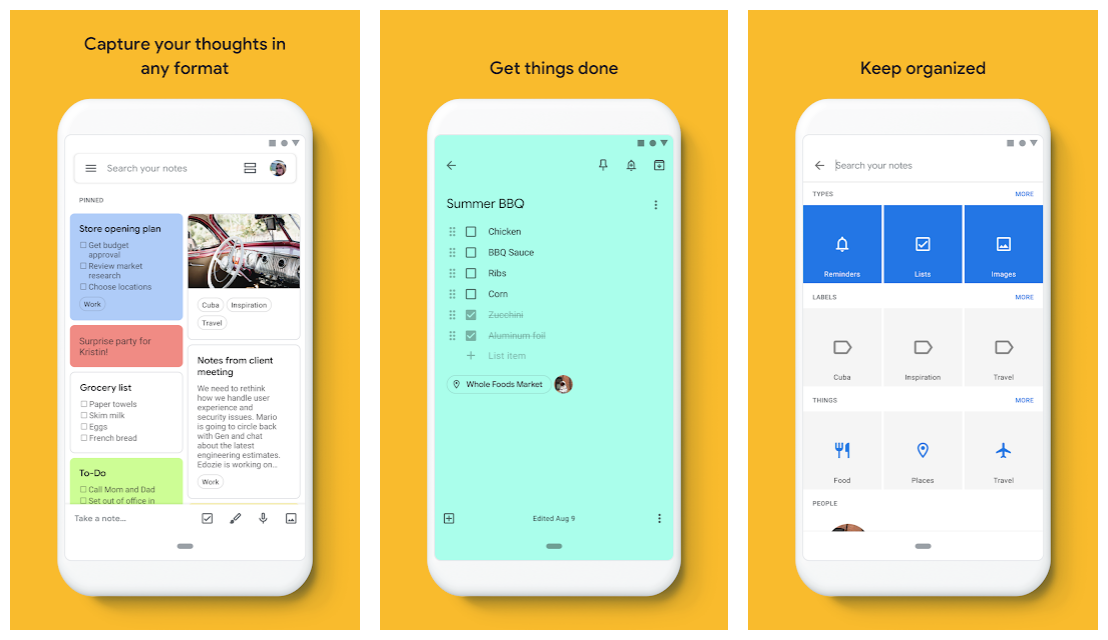 Capture your thoughts in
any format
Search your notes
PINNED
Store opening plan
Get budget
approval
Review market
research
Choose locations
Work
Surprise party for
Kristin!
Grocery list
Paper towels
Skim milk
Eggs
French bread
To-Do
Call Mom and Dad
Set out of office in
Cuba
Inspiration
Travel
Notes from client
meeting
We need to rethink
how we handle user
experience and
security issues. Mario
is going to circle back
with Gen and chat
about the latest
engineering estimates.
Edozie is working on...
Work
Take a note...
Get things done
Summer BBQ
Chicken
BBQ Sauce
Ribs
Corn
Zucchini
Aluminum foil
List item
Whole Foods Market
Edited Aug 9
Keep organized
Search your notes
TYPES MORE
Reminders Lists Images
LABELS MORE
Cuba Inspiration Travel
THINGS MORE
Food Places Travel
PEOPLE